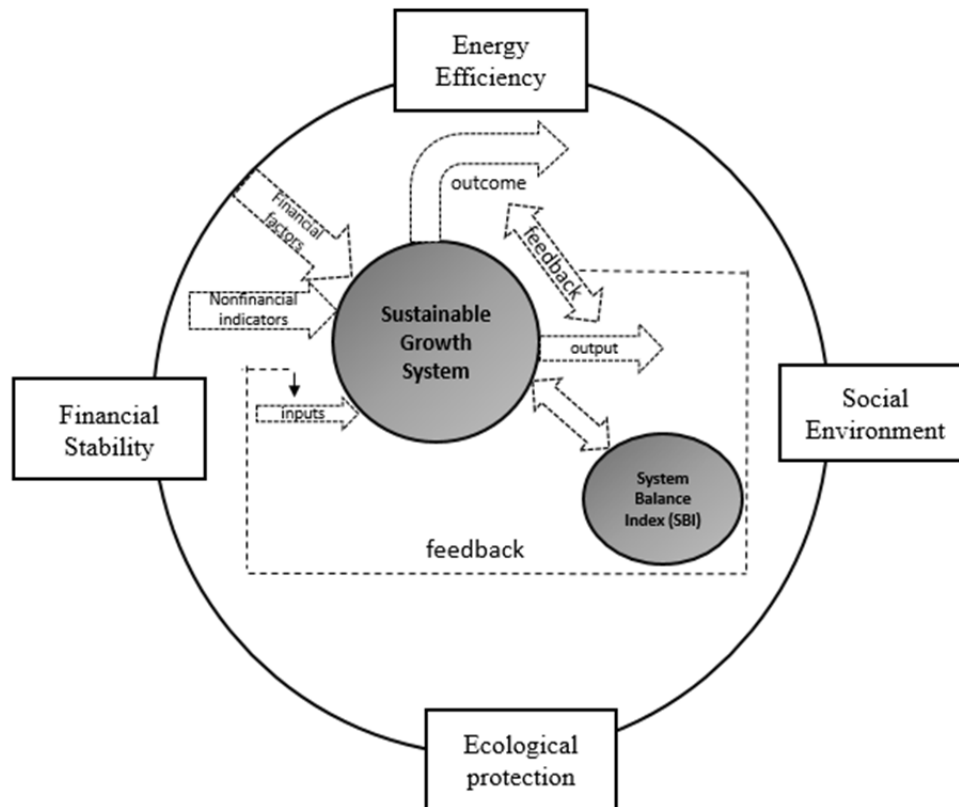 Energy
Efficiency
outcome
Financial
factors
feedback
Nonfinancial
indicators
Sustainable
Growth
System
output
inputs
Financial
Stability
Social
Environment
System
Balance
Index (SBI)
feedback
Ecological
protection